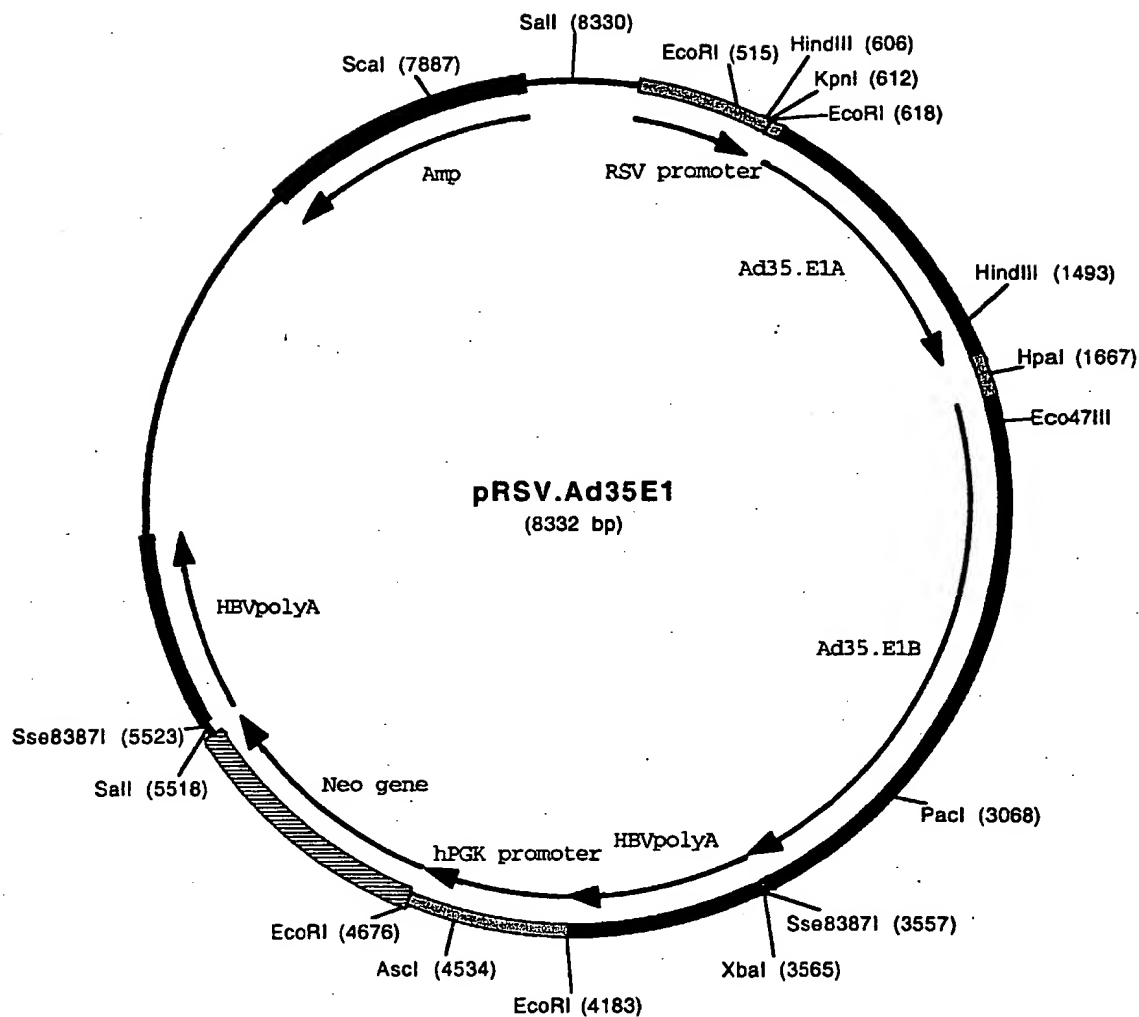 SalI (8330)
EcoRI (515)
HindIII (606)
ScaI (7887)
KpnI (612)
EcoRI (618)
Amp
RSV promoter
Ad35.E1A
HindIII (1493)
HpaI (1667)
Eco47III
pRSV.Ad35E1
(8332 bp)
HBVpolyA
Ad35.E1B
Sse8387I (5523)
SalI (5518)
Neo gene
PacI (3068)
hPGK promoter
HBVpolyA
Sse8387I (3557)
EcoRI (4676)
XbaI (3565)
AscI (4534)
EcoRI (4183)